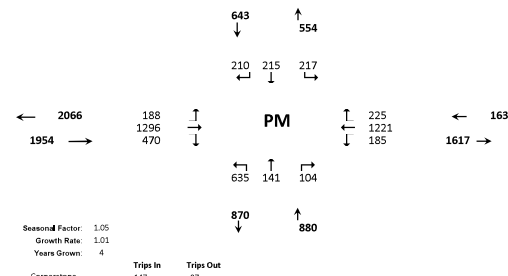 643 554
210 215 217
2066 188 225 163
1296 PM 1221
1954 470 185 1617
635 141 104
870 880
Seasonal Factor: 1.05
Growth Rate: 1.01
Years Grown: 4
Trips In Trips Out